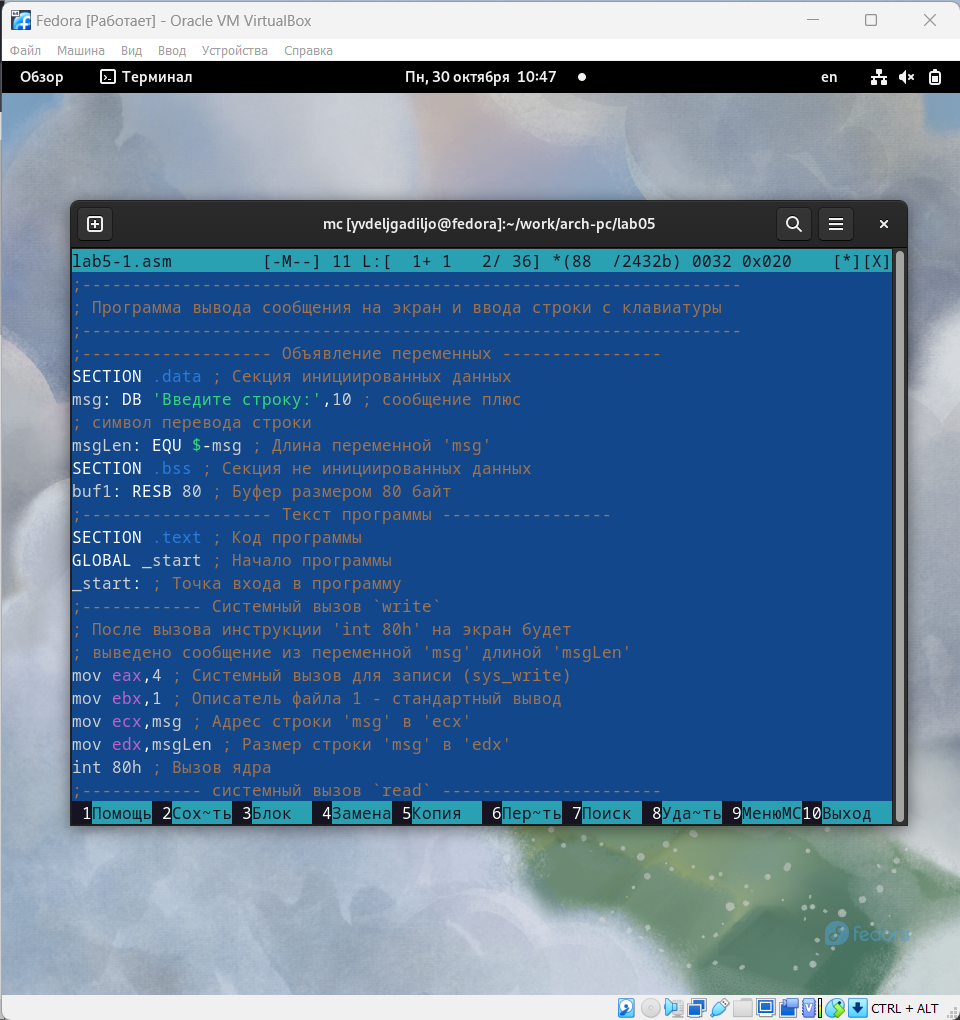 Fedora [Работает] - Oracle VM VirtualBox
Файл Машина Вид Ввод Устройства Справка
Обзор Терминал Пн, 30 октября 10:47 en
mc [yvdeljgadiljo@fedora]:~/work/arch-pc/lab05
lab5-1.asm [-M--] 11 L:[ 1+ 1 2/ 36] *(88 /2432b) 0032 0x020 [*][X]
;------------------------------------------------------------------
; Программа вывода сообщения на экран и ввода строки с клавиатуры
;------------------------------------------------------------------
;------------------- Объявление переменных ----------------
SECTION .data ; Секция инициированных данных
msg: DB 'Введите строку:',10 ; сообщение плюс
; символ перевода строки
msgLen: EQU $-msg ; Длина переменной 'msg'
SECTION .bss ; Секция не инициированных данных
buf1: RESB 80 ; Буфер размером 80 байт
;------------------- Текст программы -----------------
SECTION .text ; Код программы
GLOBAL _start ; Начало программы
_start: ; Точка входа в программу
;------------ Системный вызов `write`
; После вызова инструкции 'int 80h' на экран будет
; выведено сообщение из переменной 'msg' длиной 'msgLen'
mov eax,4 ; Системный вызов для записи (sys_write)
mov ebx,1 ; Описатель файла 1 - стандартный вывод
mov ecx,msg ; Адрес строки 'msg' в 'ecx'
mov edx,msgLen ; Размер строки 'msg' в 'edx'
int 80h ; Вызов ядра
;------------ системный вызов `read` ----------------------
1Помощь 2Сох~ть 3Блок 4Замена 5Копия 6Пер~ть 7Поиск 8Уда~ть 9МенюMC 10Выход
fedora
CTRL + ALT